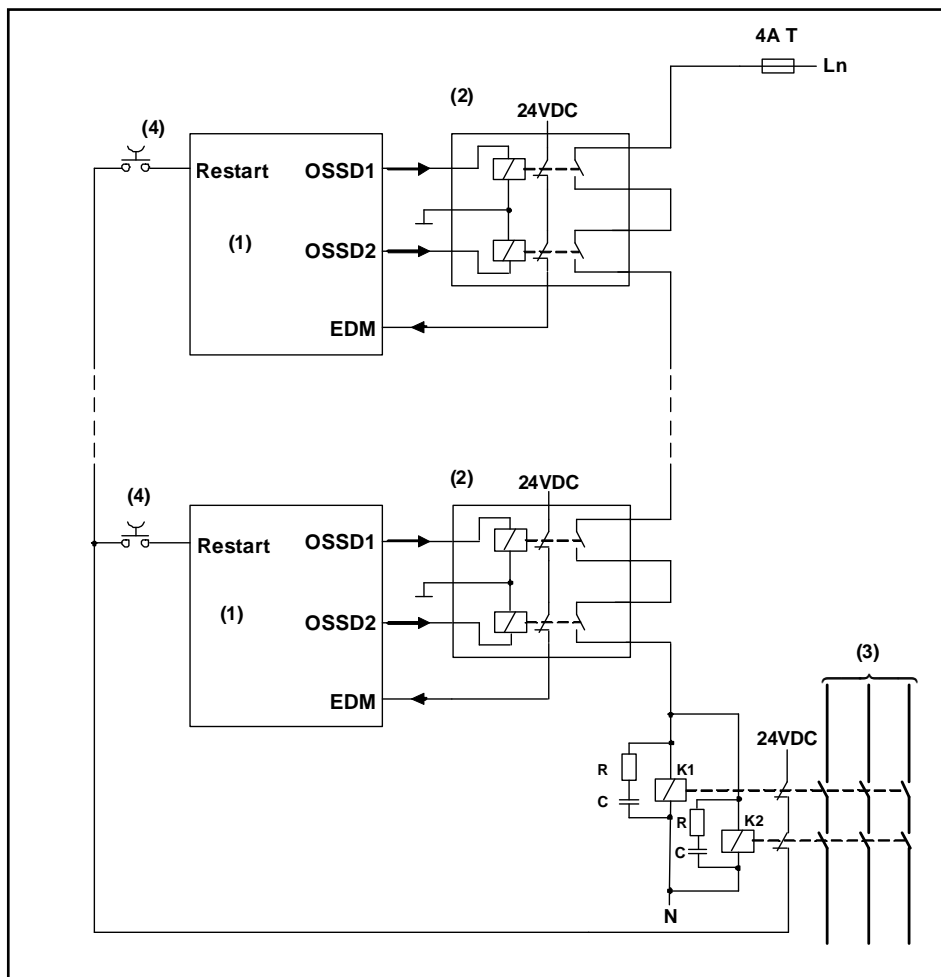 4A T
Ln
(2)
24VDC
(4)
Restart
OSSD1
(1)
OSSD2
EDM
(2)
24VDC
(4)
Restart
OSSD1
(1)
OSSD2
EDM
(3)
24VDC
R
K1
C
R
K2
C
N